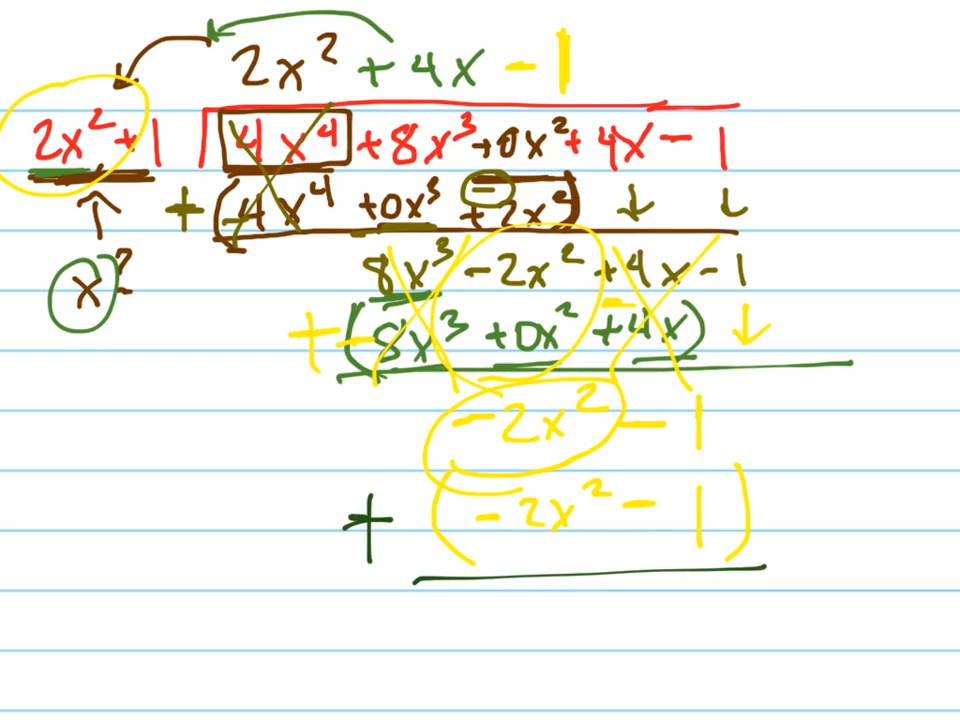 2x² + 4x - 1
2x² + 1 4x⁴ + 8x³ + 0x² + 4x - 1
+ -(4x⁴ + 0x³ + 2x²)
x? 8x³ - 2x² + 4x - 1
+ -(8x³ + 0x² + 4x)
-2x² - 1
+ (-2x² - 1)